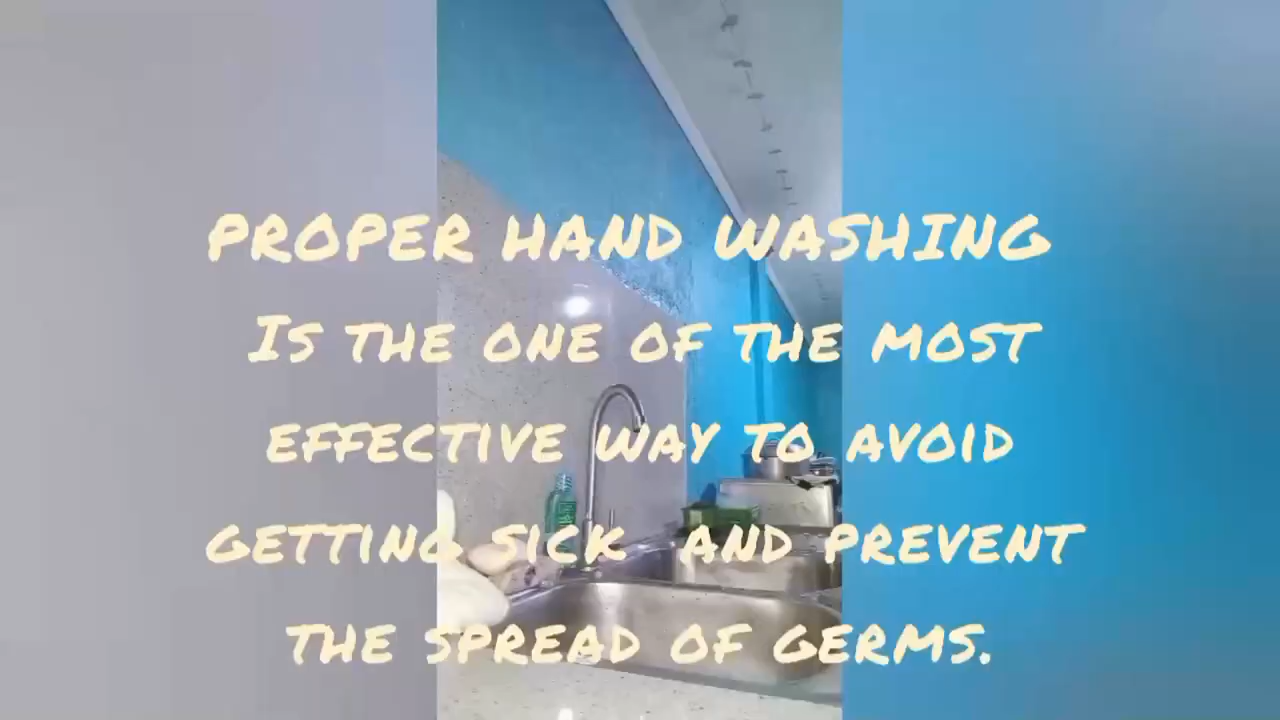 PROPER HAND WASHING
Is the one of the most
effective way to avoid
getting sick and prevent
the spread of germs.